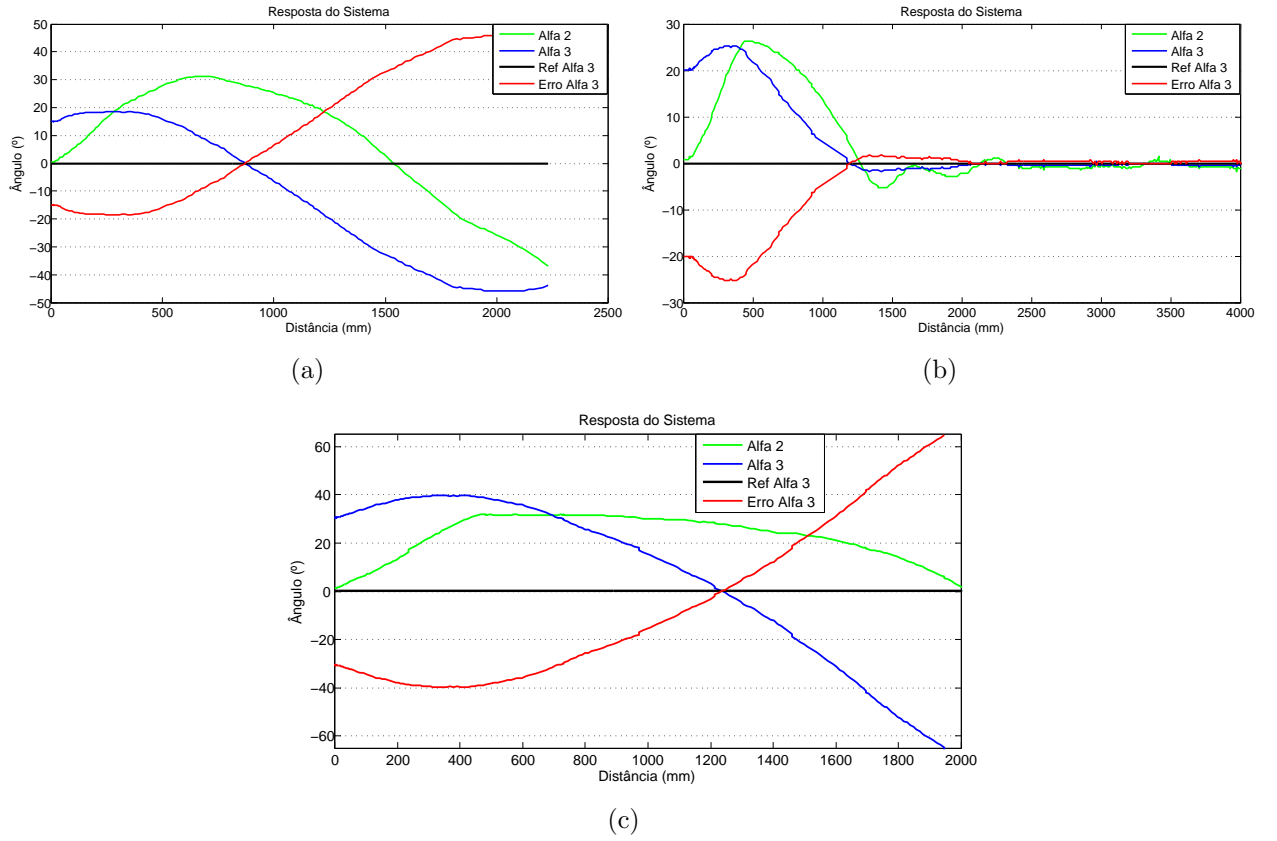 Resposta do Sistema
50
40
30
20
10
0
−10
−20
−30
−40
−50
Ângulo (º)
0
500
1000
1500
2000
2500
Distância (mm)
Alfa 2
Alfa 3
Ref Alfa 3
Erro Alfa 3
(a)
Resposta do Sistema
30
20
10
0
−10
−20
−30
Ângulo (º)
0
500
1000
1500
2000
2500
3000
3500
4000
Distância (mm)
Alfa 2
Alfa 3
Ref Alfa 3
Erro Alfa 3
(b)
Resposta do Sistema
60
40
20
0
−20
−40
−60
Ângulo (º)
0
200
400
600
800
1000
1200
1400
1600
1800
2000
Distância (mm)
Alfa 2
Alfa 3
Ref Alfa 3
Erro Alfa 3
(c)